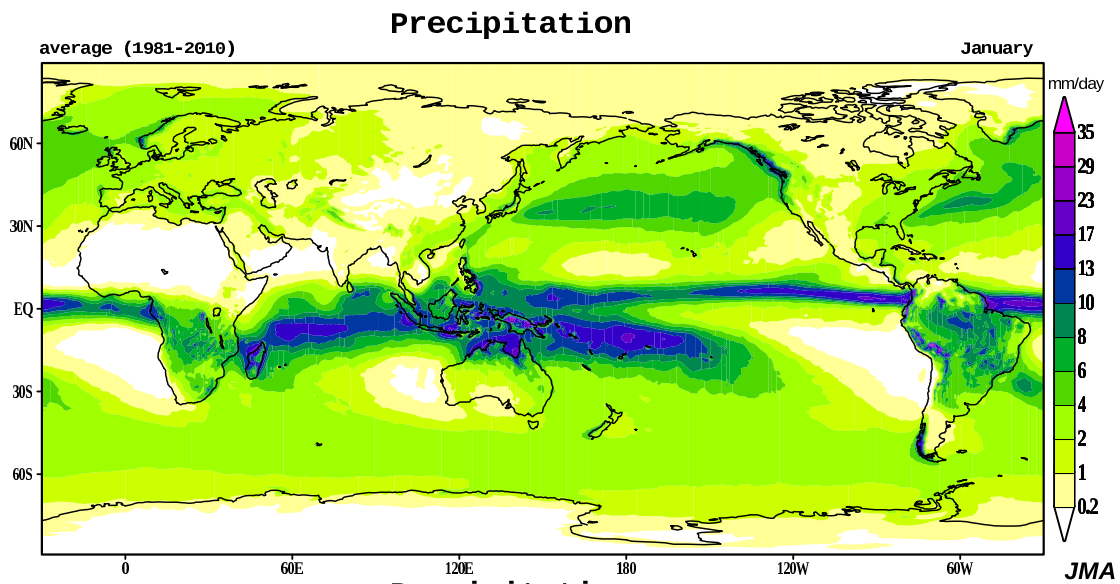 Precipitation
average (1981-2010) January
mm/day
35
29
23
17
13
10
8
6
4
2
1
0.2
60N
30N
EQ
30S
60S
0 60E 120E 180 120W 60W
JMA
Precipitation